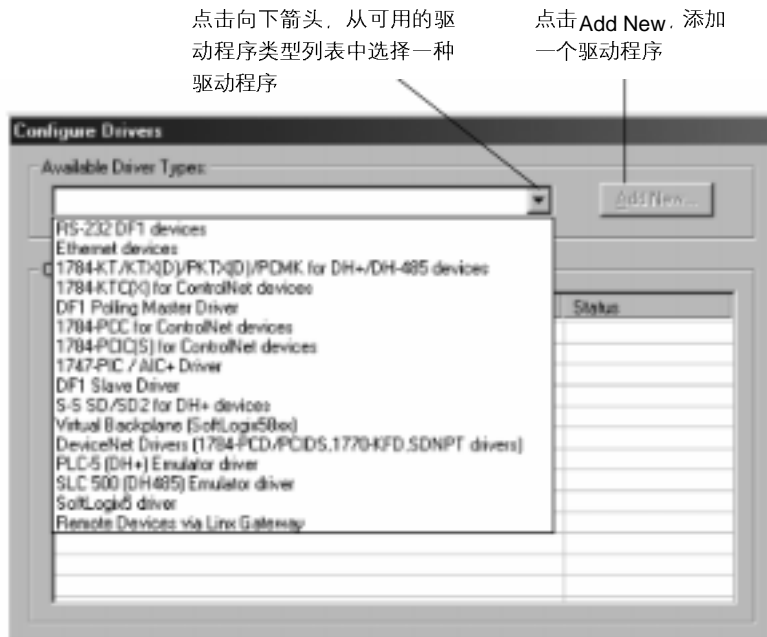 点击向下箭头, 从可用的驱
动程序类型列表中选择一种
驱动程序
点击Add New, 添加
一个驱动程序
Configure Drivers
Available Driver Types:
Add New...
RS-232 DF1 devices
Ethernet devices
1784-KT/KTX(D)/PKTX(D)/PCMK for DH+/DH-485 devices
1784-KTC(X) for ControlNet devices
DF1 Polling Master Driver
1784-PCC for ControlNet devices
1784-PCIC(S) for ControlNet devices
1747-PIC / AIC+ Driver
DF1 Slave Driver
S-S SD/SD2 for DH+ devices
Virtual Backplane (SoftLogix58xx)
DeviceNet Drivers (1784-PCD/PCIDS,1770-KFD,SDNPT drivers)
PLC-5 (DH+) Emulator driver
SLC 500 (DH485) Emulator driver
SoftLogix5 driver
Remote Devices via Linx Gateway
Status